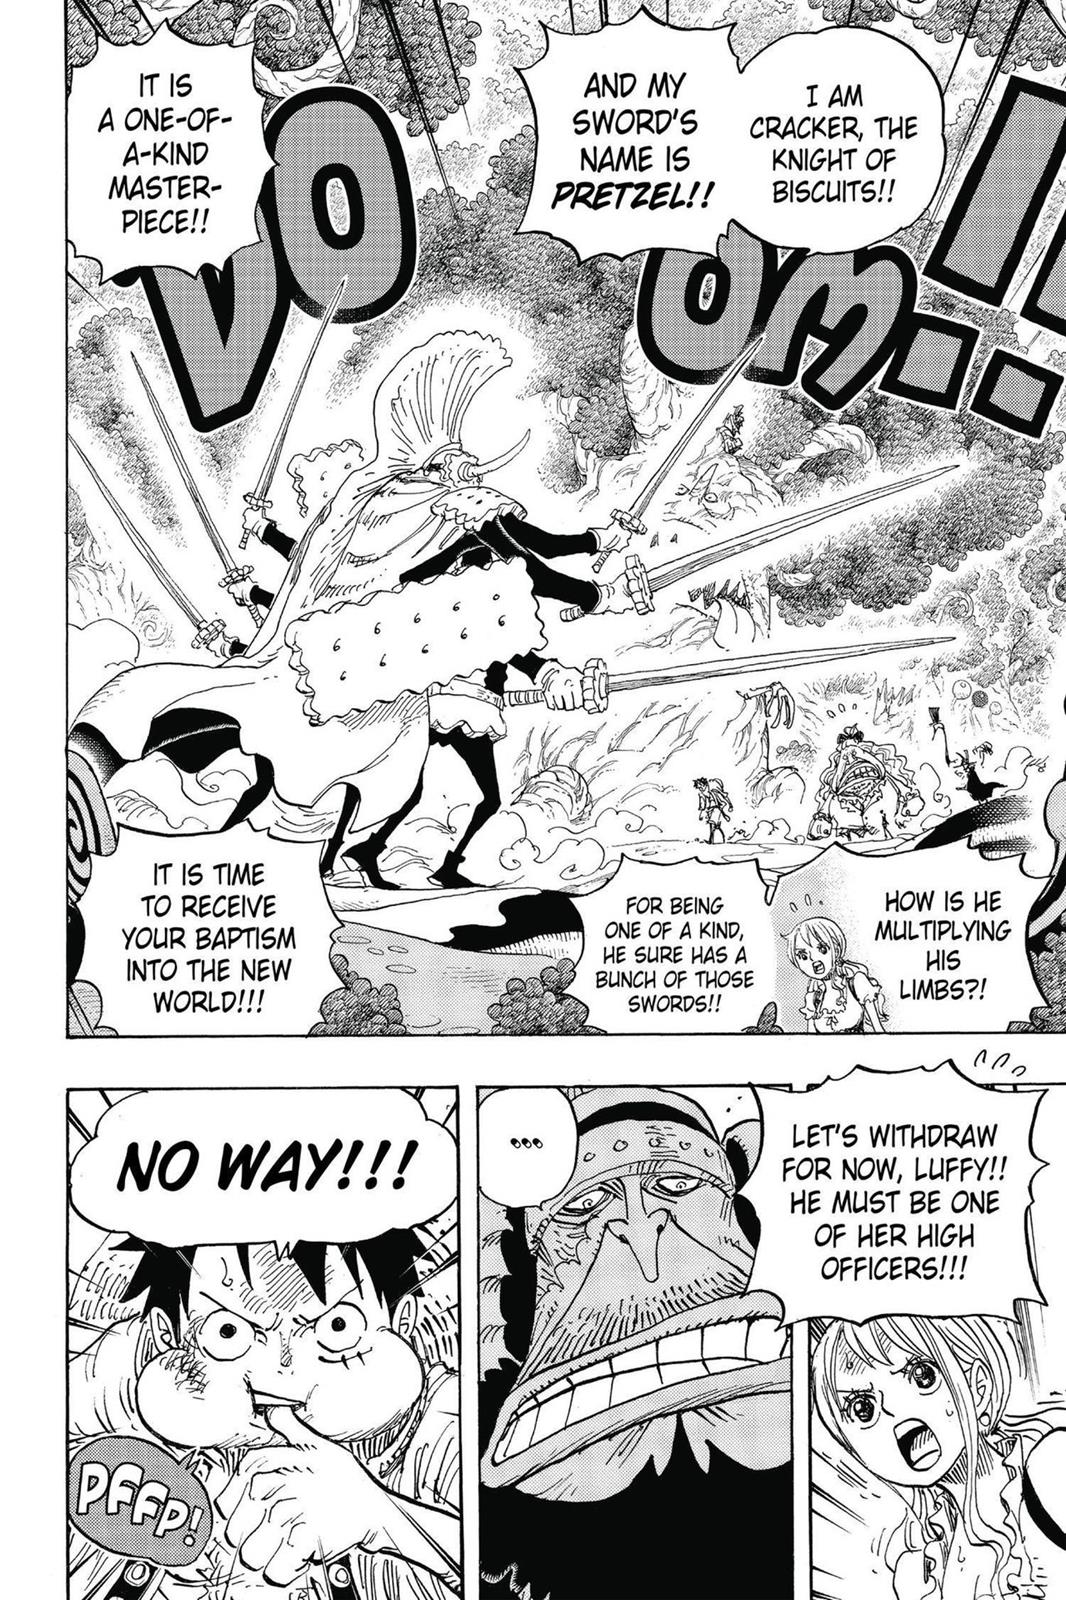 I AM
CRACKER, THE
KNIGHT OF
BISCUITS!!
AND MY
SWORD'S
NAME IS
PRETZEL!!
IT IS
A ONE-OF-
A-KIND
MASTER-
PIECE!!
VOOM!!
HOW IS HE
MULTIPLYING
HIS
LIMBS?!
FOR BEING
ONE OF A KIND,
HE SURE HAS A
BUNCH OF THOSE
SWORDS!!
IT IS TIME
TO RECEIVE
YOUR BAPTISM
INTO THE NEW
WORLD!!!
LET'S WITHDRAW
FOR NOW, LUFFY!!
HE MUST BE ONE
OF HER HIGH
OFFICERS!!!
...
NO WAY!!!
PFFP!